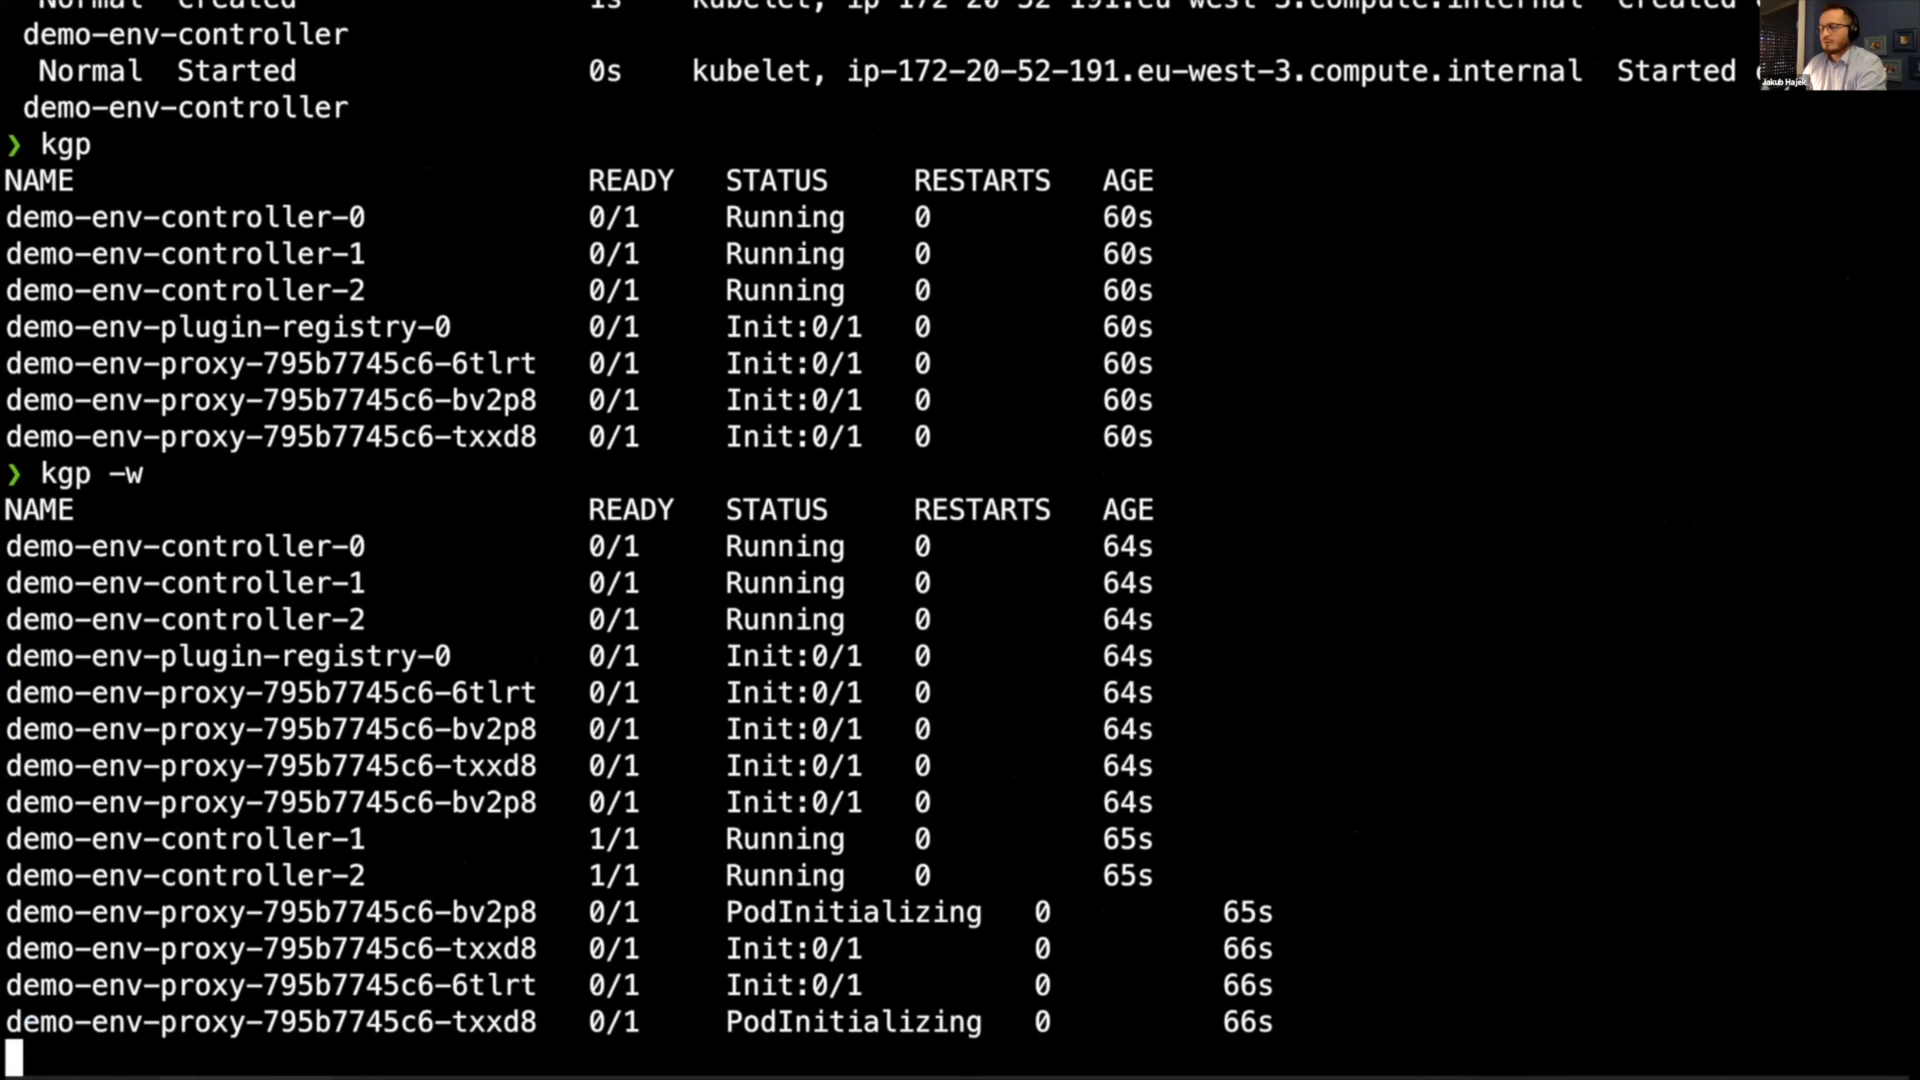 Normal Created 1s kubelet, ip-172-20-52-191.eu-west-3.compute.internal Created
demo-env-controller
Normal Started 0s kubelet, ip-172-20-52-191.eu-west-3.compute.internal Started
demo-env-controller
❯ kgp
NAME READY STATUS RESTARTS AGE
demo-env-controller-0 0/1 Running 0 60s
demo-env-controller-1 0/1 Running 0 60s
demo-env-controller-2 0/1 Running 0 60s
demo-env-plugin-registry-0 0/1 Init:0/1 0 60s
demo-env-proxy-795b7745c6-6tlrt 0/1 Init:0/1 0 60s
demo-env-proxy-795b7745c6-bv2p8 0/1 Init:0/1 0 60s
demo-env-proxy-795b7745c6-txxd8 0/1 Init:0/1 0 60s
❯ kgp -w
NAME READY STATUS RESTARTS AGE
demo-env-controller-0 0/1 Running 0 64s
demo-env-controller-1 0/1 Running 0 64s
demo-env-controller-2 0/1 Running 0 64s
demo-env-plugin-registry-0 0/1 Init:0/1 0 64s
demo-env-proxy-795b7745c6-6tlrt 0/1 Init:0/1 0 64s
demo-env-proxy-795b7745c6-bv2p8 0/1 Init:0/1 0 64s
demo-env-proxy-795b7745c6-txxd8 0/1 Init:0/1 0 64s
demo-env-proxy-795b7745c6-bv2p8 0/1 Init:0/1 0 64s
demo-env-controller-1 1/1 Running 0 65s
demo-env-controller-2 1/1 Running 0 65s
demo-env-proxy-795b7745c6-bv2p8 0/1 PodInitializing 0 65s
demo-env-proxy-795b7745c6-txxd8 0/1 Init:0/1 0 66s
demo-env-proxy-795b7745c6-6tlrt 0/1 Init:0/1 0 66s
demo-env-proxy-795b7745c6-txxd8 0/1 PodInitializing 0 66s
Jakub Hajek